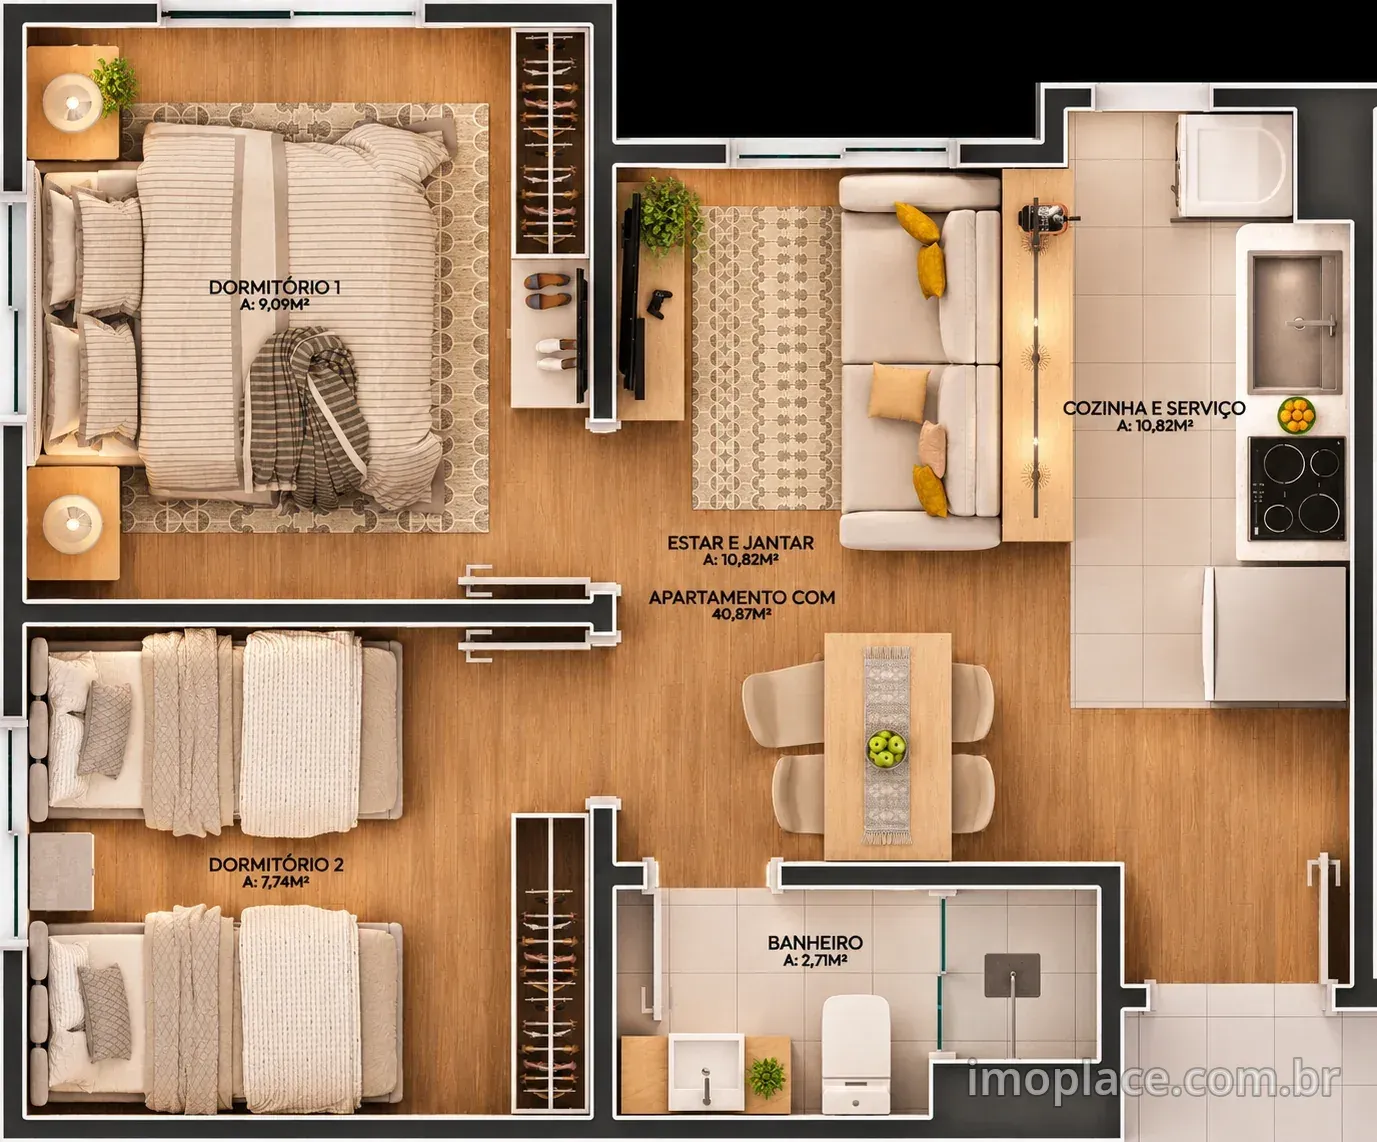 DORMITÓRIO 1
A: 9,09M²
COZINHA E SERVIÇO
A: 10,82M²
ESTAR E JANTAR
A: 10,82M²
APARTAMENTO COM
40,87M²
DORMITÓRIO 2
A: 7,74M²
BANHEIRO
A: 2,71M²
imoplace.com.br